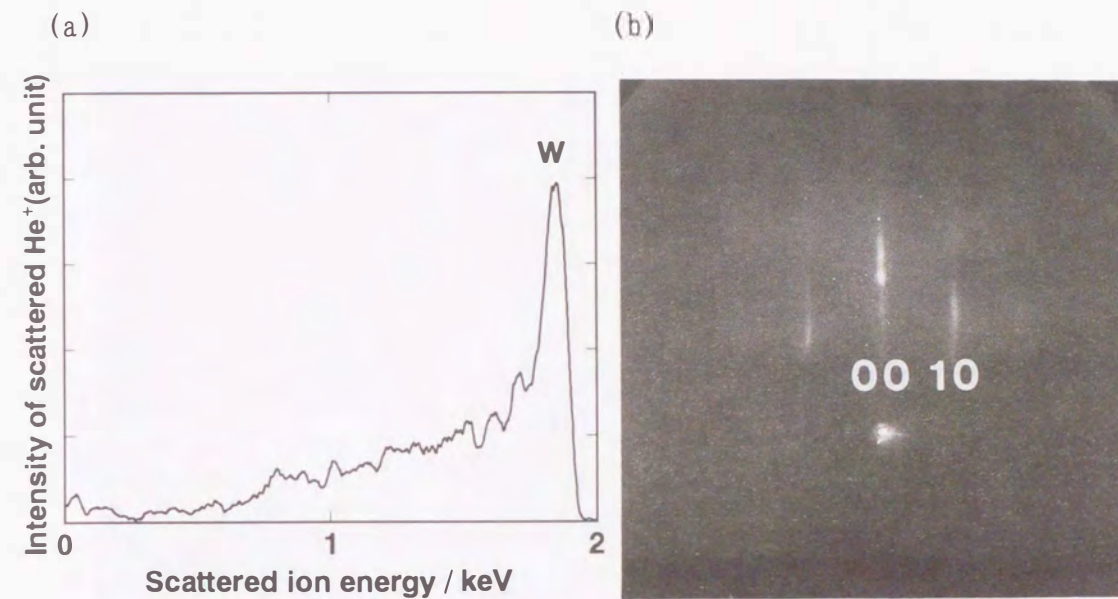 (a)
(b)
Intensity of scattered He⁺(arb. unit)
W
0
1
2
Scattered ion energy / keV
00 10